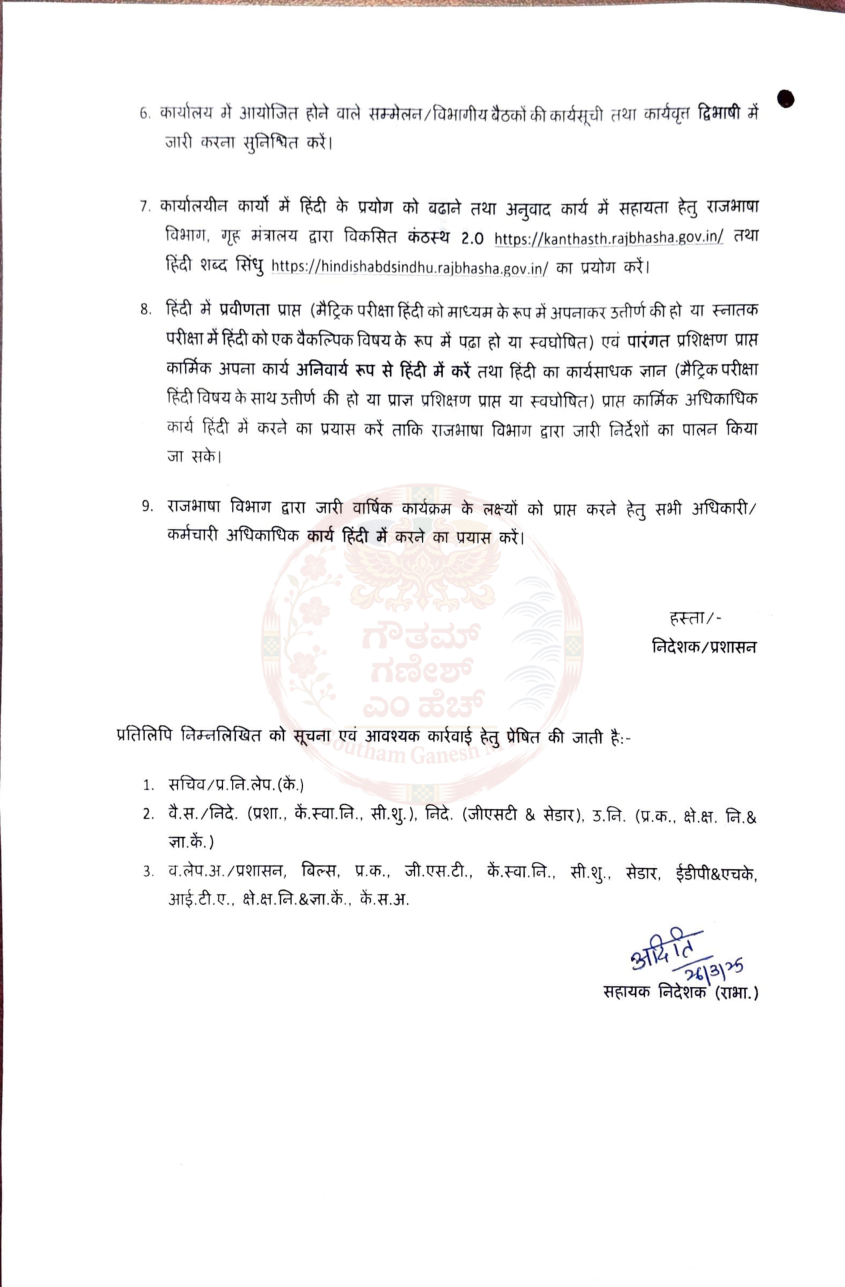 6. कार्यालय में आयोजित होने वाले सम्मेलन/विभागीय बैठकों की कार्यसूची तथा कार्यवृत्त द्विभाषी में
जारी करना सुनिश्चित करें।
7. कार्यालयीन कार्यो में हिंदी के प्रयोग को बढाने तथा अनुवाद कार्य में सहायता हेतु राजभाषा
विभाग, गृह मंत्रालय द्वारा विकसित कंठस्थ 2.0 https://kanthasth.rajbhasha.gov.in/ तथा
हिंदी शब्द सिंधु https://hindishabdsindhu.rajbhasha.gov.in/ का प्रयोग करें।
8. हिंदी में प्रवीणता प्राप्त (मैट्रिक परीक्षा हिंदी को माध्यम के रूप में अपनाकर उतीर्ण की हो या स्नातक
परीक्षा में हिंदी को एक वैकल्पिक विषय के रूप में पढा हो या स्वघोषित) एवं पारंगत प्रशिक्षण प्राप्त
कार्मिक अपना कार्य अनिवार्य रूप से हिंदी में करें तथा हिंदी का कार्यसाधक ज्ञान (मैट्रिक परीक्षा
हिंदी विषय के साथ उतीर्ण की हो या प्राज्ञ प्रशिक्षण प्राप्त या स्वघोषित) प्राप्त कार्मिक अधिकाधिक
कार्य हिंदी में करने का प्रयास करें ताकि राजभाषा विभाग द्वारा जारी निर्देशों का पालन किया
जा सके।
9. राजभाषा विभाग द्वारा जारी वार्षिक कार्यक्रम के लक्ष्यों को प्राप्त करने हेतु सभी अधिकारी/
कर्मचारी अधिकाधिक कार्य हिंदी में करने का प्रयास करें।
हस्ता/-
निदेशक/प्रशासन
ಗೌತಮ್
ಗಣೇಶ್
ಎಂ ಹೆಚ್
Goutham Ganesh
प्रतिलिपि निम्नलिखित को सूचना एवं आवश्यक कार्रवाई हेतु प्रेषित की जाती है:-
1. सचिव/प्र.नि.लेप.(कें.)
2. वै.स./निदे. (प्रशा., कें.स्वा.नि., सी.शु.), निदे. (जीएसटी & सेडार), उ.नि. (प्र.क., क्षे.क्ष. नि.&
ज्ञा.कें.)
3. व.लेप.अ./प्रशासन, बिल्स, प्र.क., जी.एस.टी., कें.स्वा.नि., सी.शु., सेडार, ईडीपी&एचके,
आई.टी.ए., क्षे.क्ष.नि.&ज्ञा.कें., कें.स.अ.
अदिति
26/3/25
सहायक निदेशक (राभा.)